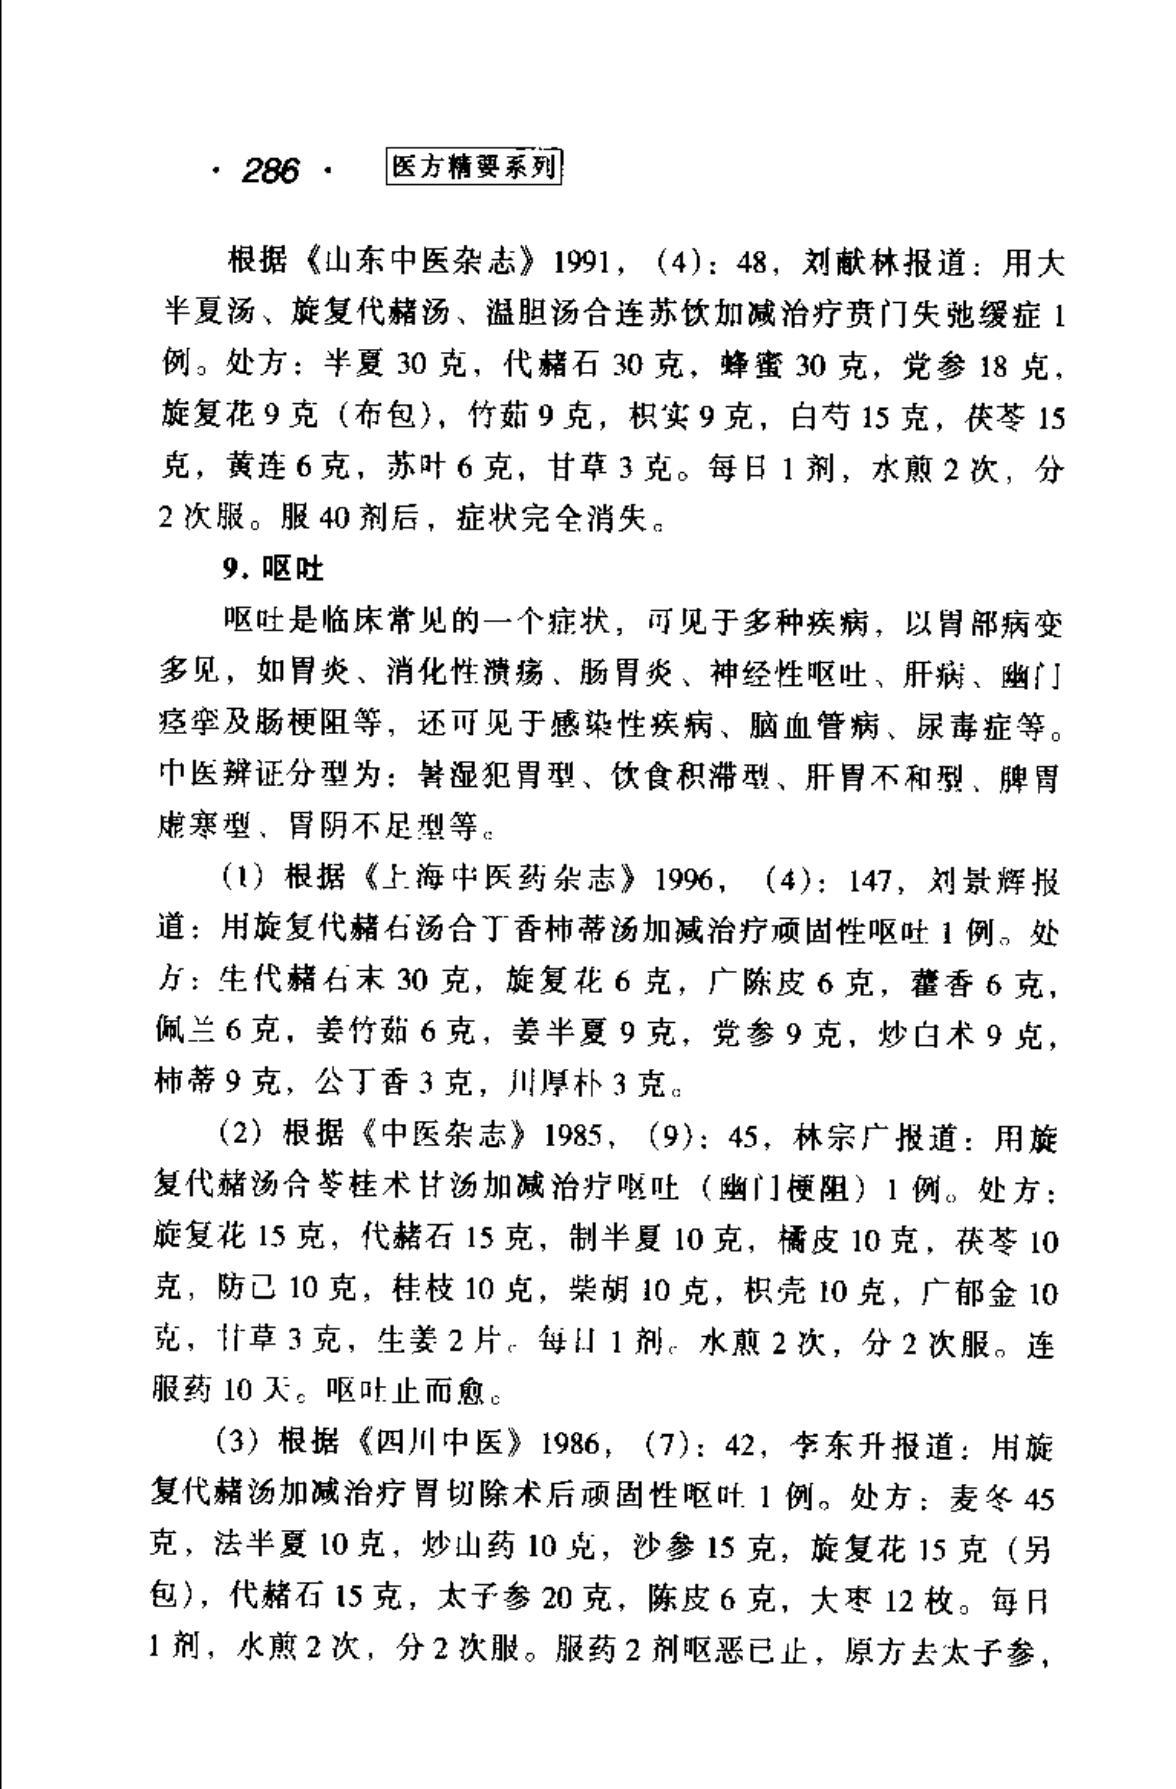 · 286 · 医方精要系列
根据《山东中医杂志》1991，（4）：48，刘献林报道：用大
半夏汤、旋复代赭汤、温胆汤合连苏饮加减治疗贲门失弛缓症 1
例。处方：半夏 30 克，代赭石 30 克，蜂蜜 30 克，党参 18 克，
旋复花 9 克（布包），竹茹 9 克，枳实 9 克，白芍 15 克，茯苓 15
克，黄连 6 克，苏叶 6 克，甘草 3 克。每日 1 剂，水煎 2 次，分
2 次服。服 40 剂后，症状完全消失。
9. 呕吐
呕吐是临床常见的一个症状，可见于多种疾病，以胃部病变
多见，如胃炎、消化性溃疡、肠胃炎、神经性呕吐、肝病、幽门
痉挛及肠梗阻等，还可见于感染性疾病、脑血管病、尿毒症等。
中医辨证分型为：暑湿犯胃型、饮食积滞型、肝胃不和型、脾胃
虚寒型、胃阴不足型等。
（1）根据《上海中医药杂志》1996，（4）：147，刘景辉报
道：用旋复代赭石汤合丁香柿蒂汤加减治疗顽固性呕吐 1 例。处
方：生代赭石末 30 克，旋复花 6 克，广陈皮 6 克，藿香 6 克，
佩兰 6 克，姜竹茹 6 克，姜半夏 9 克，党参 9 克，炒白术 9 克，
柿蒂 9 克，公丁香 3 克，川厚朴 3 克。
（2）根据《中医杂志》1985，（9）：45，林宗广报道：用旋
复代赭汤合苓桂术甘汤加减治疗呕吐（幽门梗阻）1 例。处方：
旋复花 15 克，代赭石 15 克，制半夏 10 克，橘皮 10 克，茯苓 10
克，防己 10 克，桂枝 10 克，柴胡 10 克，枳壳 10 克，广郁金 10
克，甘草 3 克，生姜 2 片。每日 1 剂。水煎 2 次，分 2 次服。连
服药 10 天。呕吐止而愈。
（3）根据《四川中医》1986，（7）：42，李东升报道：用旋
复代赭汤加减治疗胃切除术后顽固性呕吐 1 例。处方：麦冬 45
克，法半夏 10 克，炒山药 10 克，沙参 15 克，旋复花 15 克（另
包），代赭石 15 克，太子参 20 克，陈皮 6 克，大枣 12 枚。每日
1 剂，水煎 2 次，分 2 次服。服药 2 剂呕恶已止，原方去太子参，